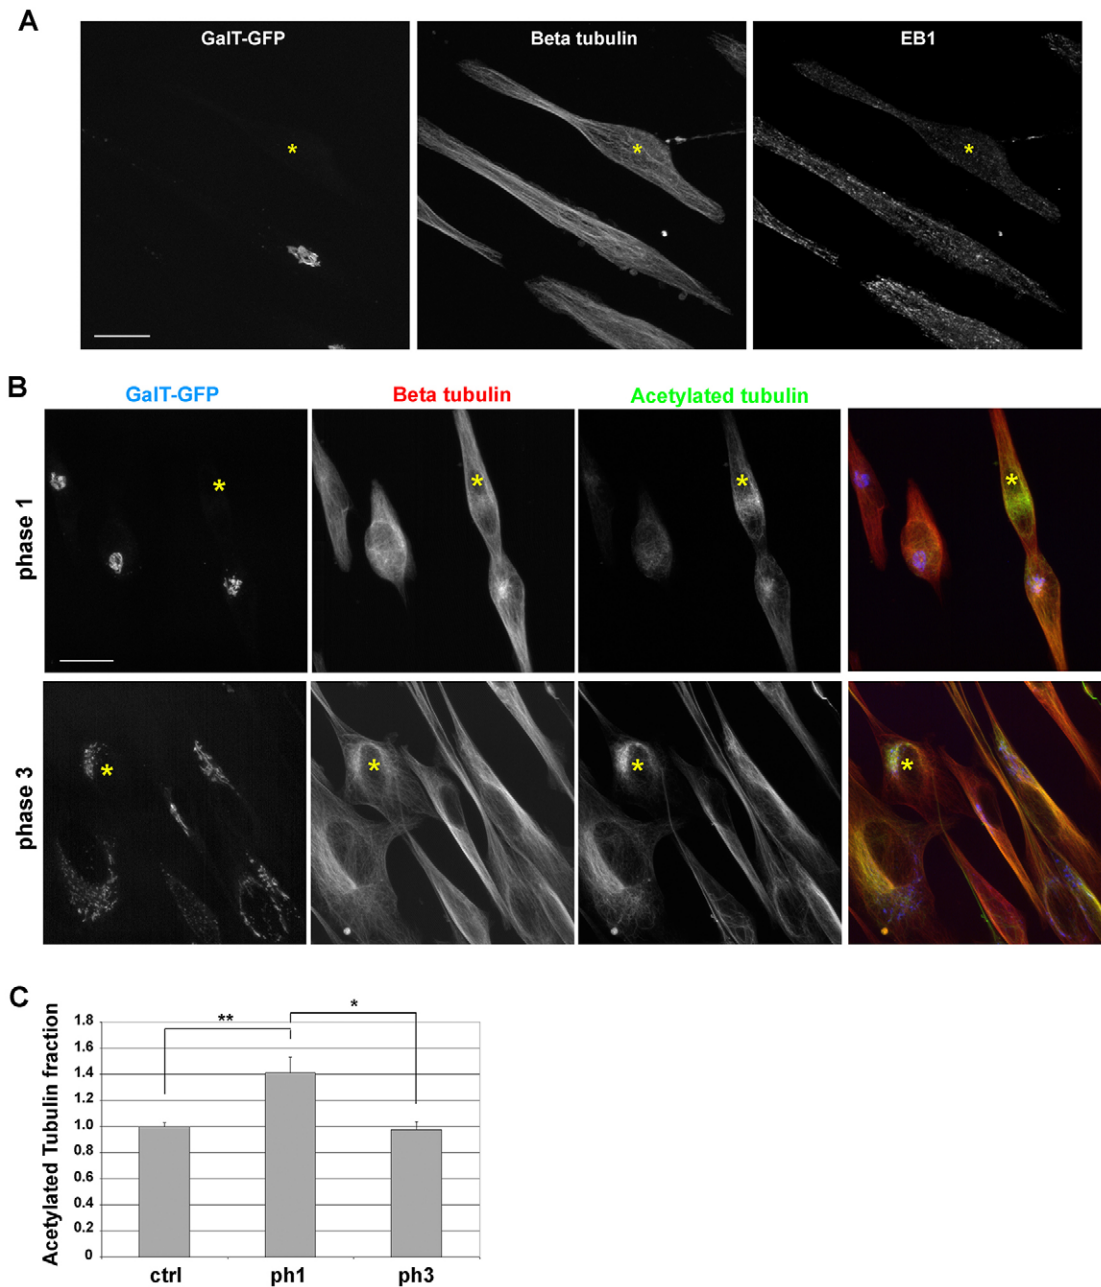 A
GalT-GFP Beta tubulin EB1
* * *
B
GalT-GFP Beta tubulin Acetylated tubulin
phase 1
* * * *
phase 3
* * * *
C
Acetylated Tubulin fraction
** *
1.8
1.6
1.4
1.2
1.0
0.8
0.6
0.4
0.2
0
ctrl ph1 ph3